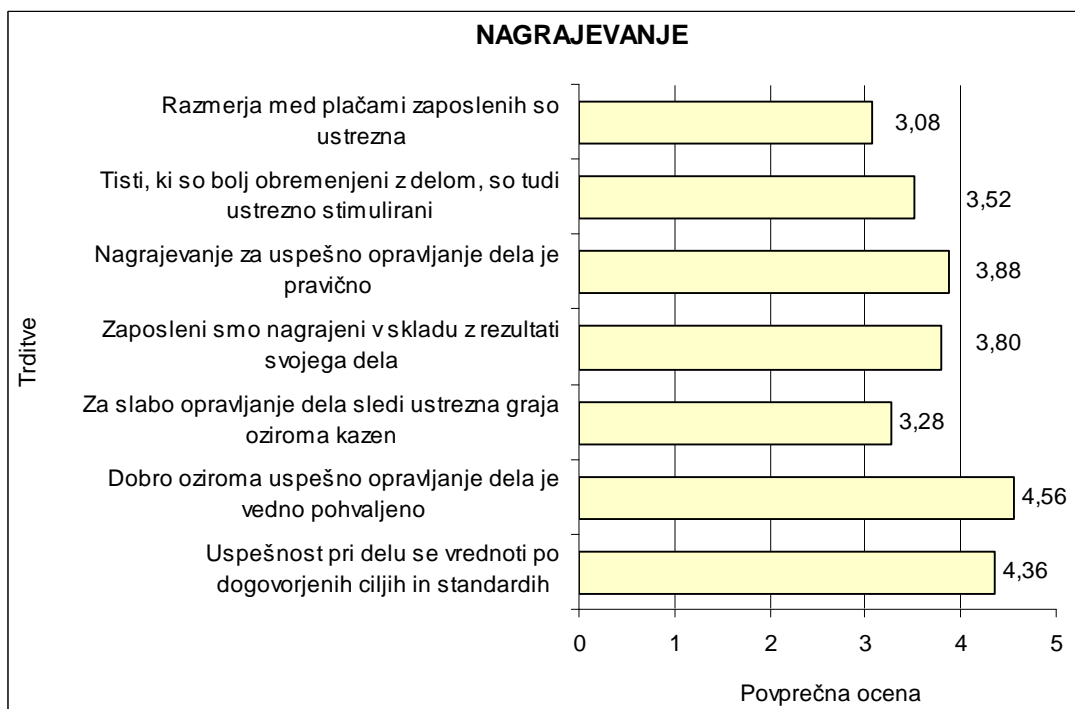 NAGRAJEVANJE
Razmerja med plačami zaposlenih so
ustrezna
3,08
Tisti, ki so bolj obremenjeni z delom, so tudi
ustrezno stimulirani
3,52
Nagrajevanje za uspešno opravljanje dela je
pravično
3,88
Zaposleni smo nagrajeni v skladu z rezultati
svojega dela
3,80
Za slabo opravljanje dela sledi ustrezna graja
oziroma kazen
3,28
Dobro oziroma uspešno opravljanje dela je
vedno pohvaljeno
4,56
Uspešnost pri delu se vrednoti po
dogovorjenih ciljih in standardih
4,36
Trditve
0 1 2 3 4 5
Povprečna ocena